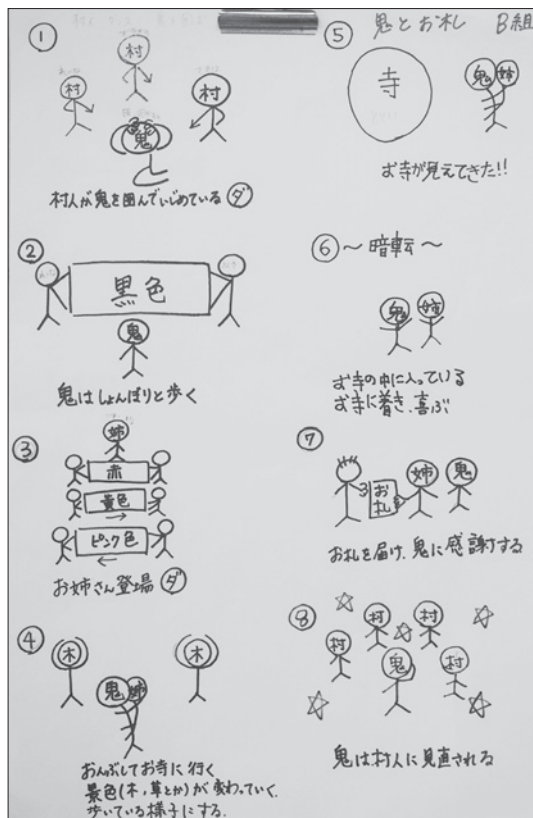 鬼とお札 B組
①
村
村
村
鬼
村人が鬼を囲んでいじめている ダ
②
黒色
鬼
鬼はしょんぼりと歩く
③
姉
赤
黄色
ピンク色
お姉さん登場 ダ
④
木
木
鬼 姉
おんぶしてお寺に行く
景色(木、草とか)が変わっていく
歩いている様子にする.
⑤
寺
鬼 姉
お寺が見えてきた!!
⑥ ～暗転～
鬼 姉
お寺の中に入っている
お寺に着き、喜ぶ
⑦
お札
姉 鬼
お札を届け、鬼に感謝する
⑧
村 村
村 鬼 村
鬼は村人に見直される